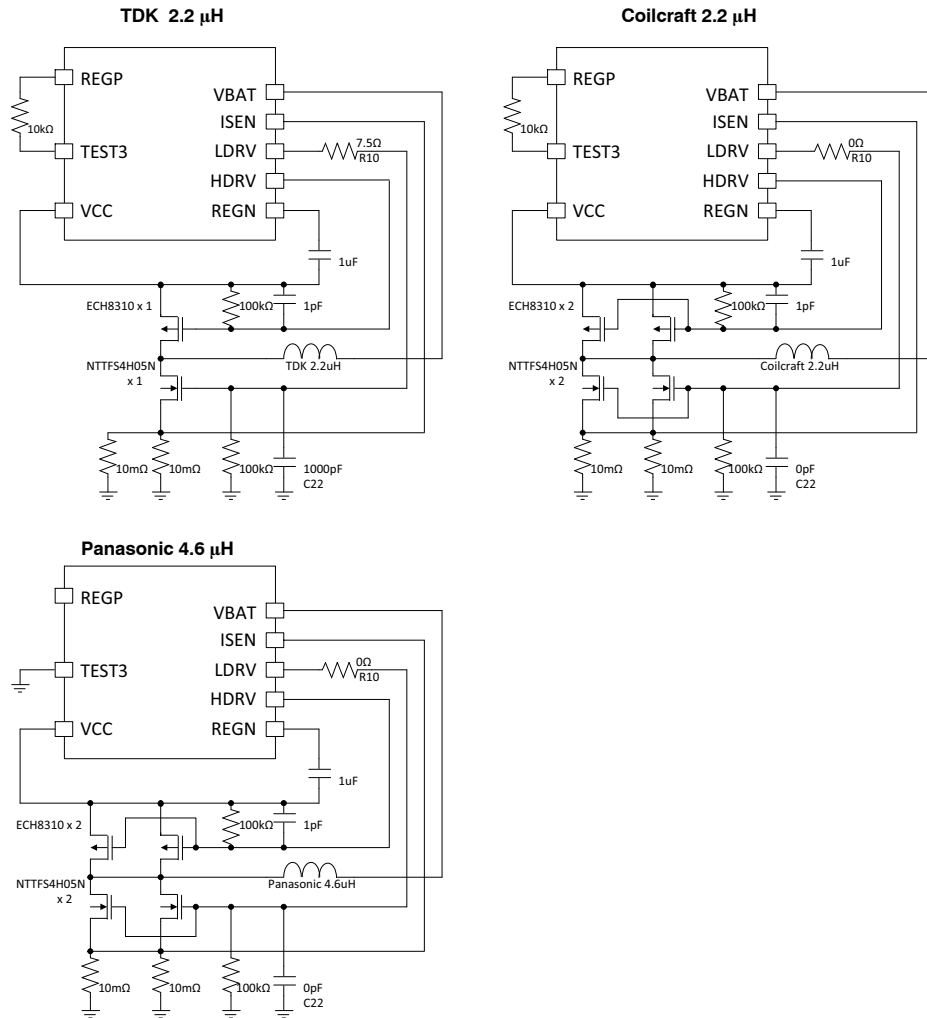 TDK 2.2 μH
REGP
10kΩ
TEST3
VCC
VBAT
ISEN
LDRV
7.5Ω
R10
HDRV
REGN
1uF
ECH8310 x 1
100kΩ
1pF
NTTFS4H05N
x 1
TDK 2.2uH
10mΩ
10mΩ
100kΩ
1000pF
C22
Coilcraft 2.2 μH
REGP
10kΩ
TEST3
VCC
VBAT
ISEN
LDRV
0Ω
R10
HDRV
REGN
1uF
ECH8310 x 2
100kΩ
1pF
NTTFS4H05N
x 2
Coilcraft 2.2uH
10mΩ
10mΩ
100kΩ
0pF
C22
Panasonic 4.6 μH
REGP
TEST3
VCC
VBAT
ISEN
LDRV
0Ω
R10
HDRV
REGN
1uF
ECH8310 x 2
100kΩ
1pF
NTTFS4H05N
x 2
Panasonic 4.6uH
10mΩ
10mΩ
100kΩ
0pF
C22